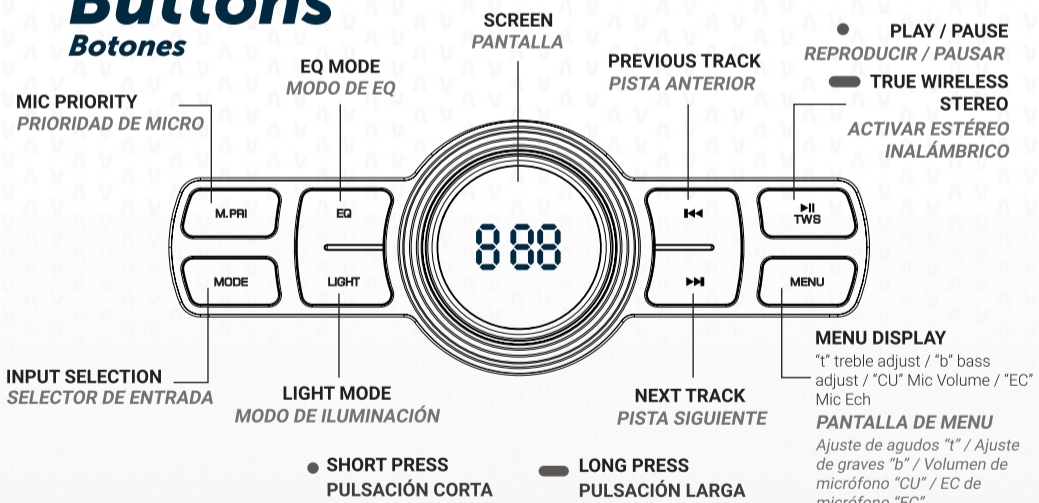 Buttons
Botones
SCREEN
PANTALLA
EQ MODE
MODO DE EQ
PREVIOUS TRACK
PISTA ANTERIOR
PLAY / PAUSE
REPRODUCIR / PAUSAR
TRUE WIRELESS
STEREO
ACTIVAR ESTÉREO
INALÁMBRICO
MIC PRIORITY
PRIORIDAD DE MICRO
M.PRI
EQ
TWS
888
MODE
LIGHT
MENU
INPUT SELECTION
SELECTOR DE ENTRADA
LIGHT MODE
MODO DE ILUMINACIÓN
NEXT TRACK
PISTA SIGUIENTE
MENU DISPLAY
“t” treble adjust / “b” bass
adjust / “CU” Mic Volume / “EC”
Mic Ech
PANTALLA DE MENU
Ajuste de agudos “t” / Ajuste
de graves “b” / Volumen de
micrófono “CU” / EC de
micrófono “EC”
SHORT PRESS
PULSACIÓN CORTA
LONG PRESS
PULSACIÓN LARGA